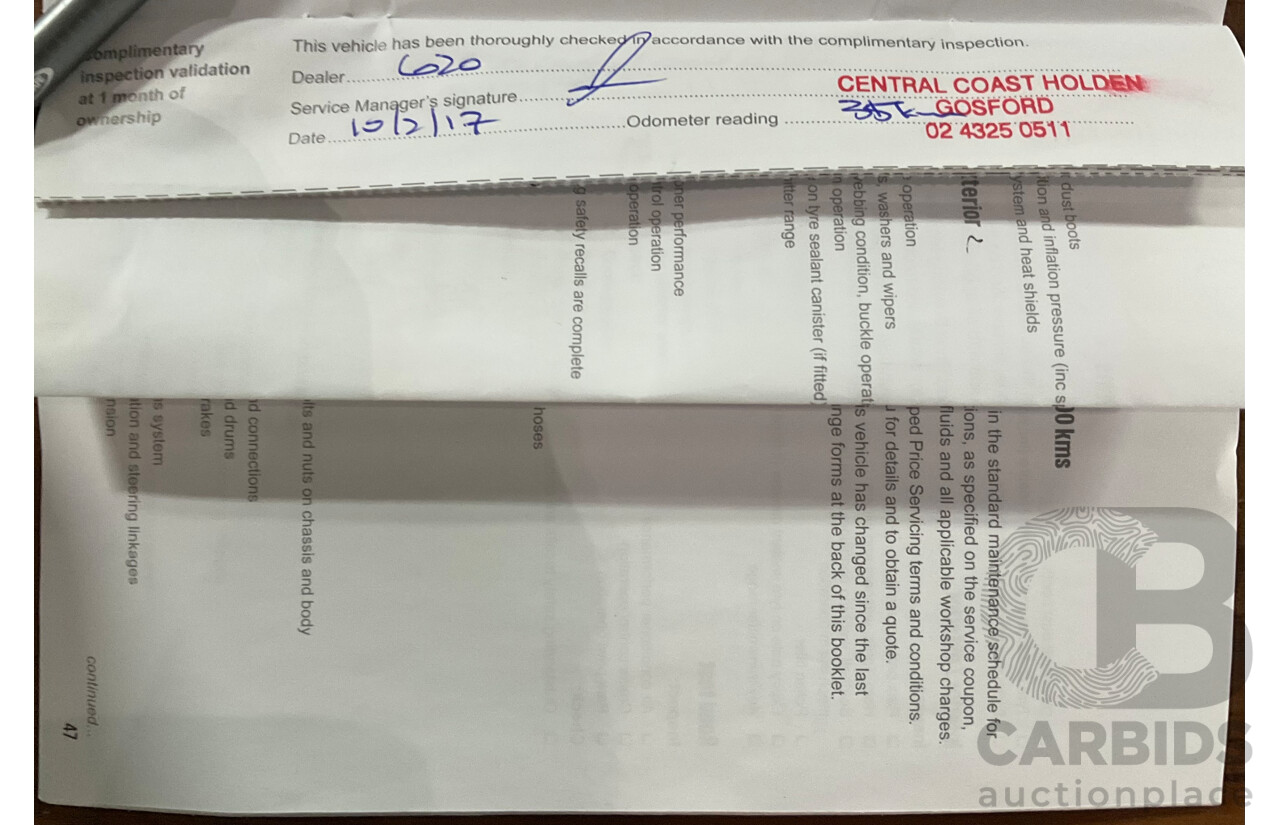 complimentary
inspection validation
at 1 month of
ownership
This vehicle has been thoroughly checked in accordance with the complimentary inspection.
Dealer 620
Service Manager's signature
Date 10/2/17 Odometer reading
CENTRAL COAST HOLDEN
GOSFORD
02 4325 0511
dust boots
tion and inflation pressure (inc sp
ystem and heat shields
terior
operation
s, washers and wipers
ebbing condition, buckle operat
n operation
on tyre sealant canister (if fitted)
tter range
ner performance
trol operation
operation
g safety recalls are complete
00 kms
in the standard maintenance schedule for
ions, as specified on the service coupon,
fluids and all applicable workshop charges.
ped Price Servicing terms and conditions.
for details and to obtain a quote.
s vehicle has changed since the last
nge forms at the back of this booklet.
hoses
lts and nuts on chassis and body
d connections
d drums
rakes
s system
ation and steering linkages
nsion
continued...
47
CB
CARBIDS
auctionplace